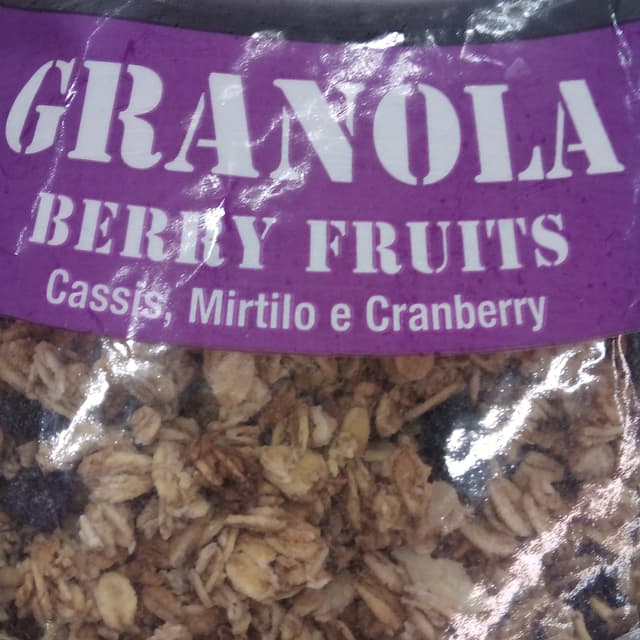 GRANOLA
BERRY FRUITS
Cassis, Mirtilo e Cranberry